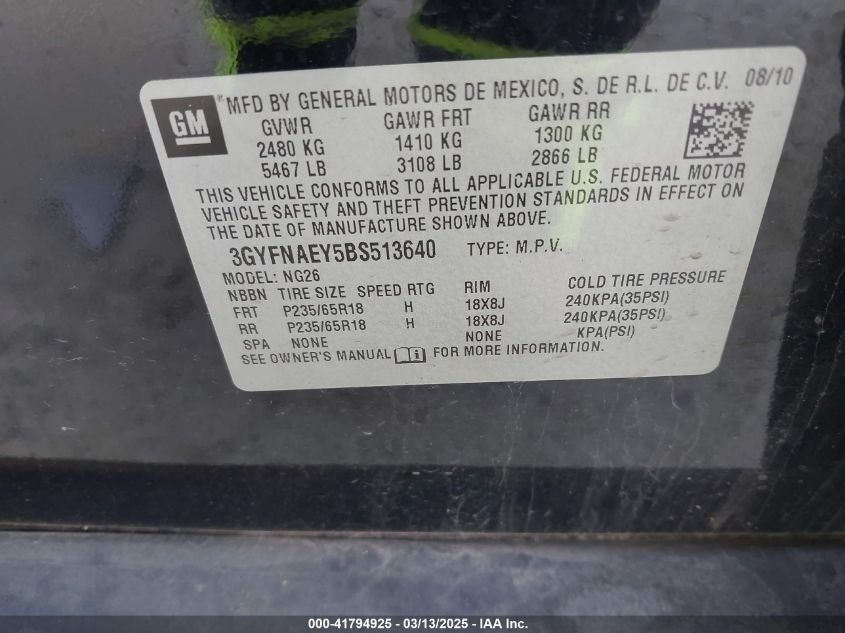 GM
®MFD BY GENERAL MOTORS DE MEXICO, S. DE R.L. DE C.V. 08/10
GVWR GAWR FRT GAWR RR
2480 KG 1410 KG 1300 KG
5467 LB 3108 LB 2866 LB
THIS VEHICLE CONFORMS TO ALL APPLICABLE U.S. FEDERAL MOTOR
VEHICLE SAFETY AND THEFT PREVENTION STANDARDS IN EFFECT ON
THE DATE OF MANUFACTURE SHOWN ABOVE.
3GYFNAEY5BS513640 TYPE: M.P.V.
MODEL: NG26
NBBN TIRE SIZE SPEED RTG RIM COLD TIRE PRESSURE
FRT P235/65R18 H 18X8J 240KPA(35PSI)
RR P235/65R18 H 18X8J 240KPA(35PSI)
SPA NONE NONE KPA(PSI)
SEE OWNER'S MANUAL FOR MORE INFORMATION.
000-41794925 - 03/13/2025 - IAA Inc.